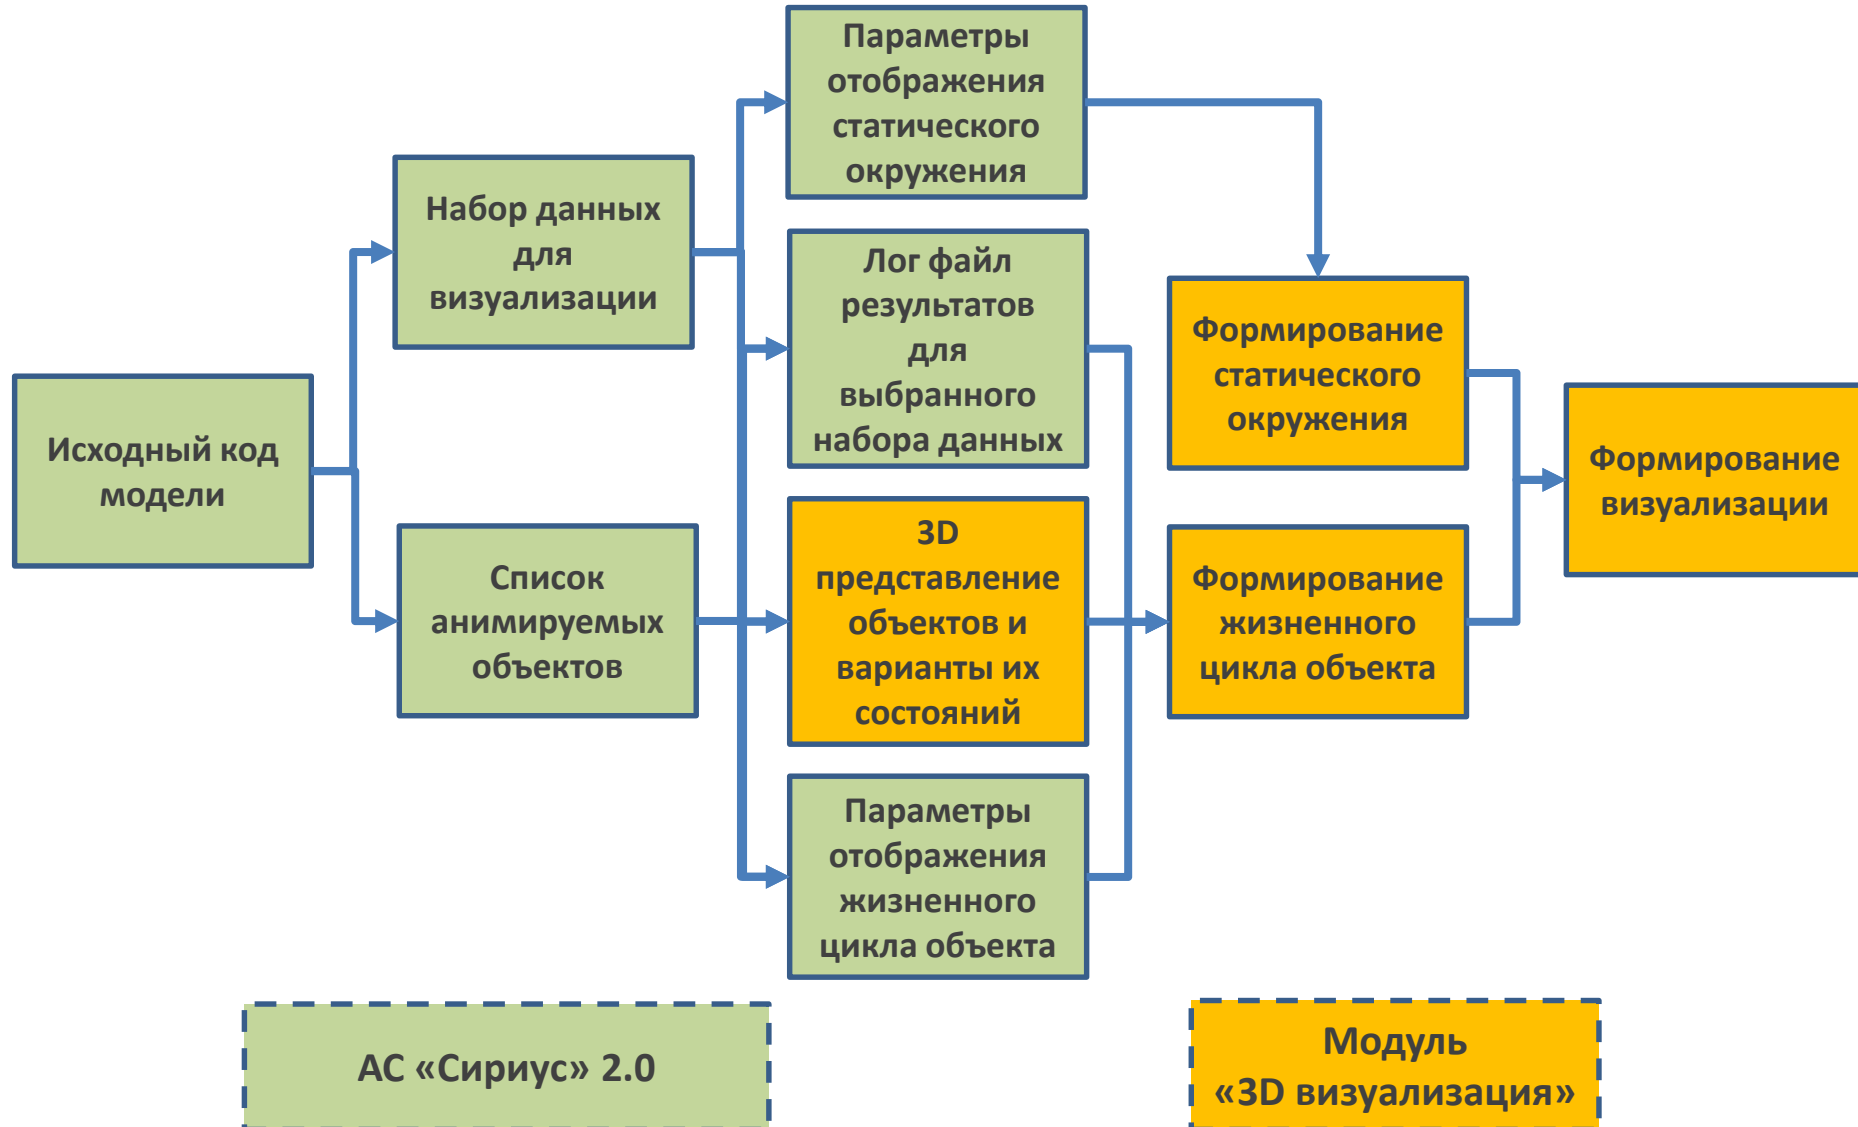 Параметры
отображения
статического
окружения
Набор данных
для
визуализации
Лог файл
результатов
для
выбранного
набора данных
Формирование
статического
окружения
Исходный код
модели
Формирование
визуализации
Список
анимируемых
объектов
3D
представление
объектов и
варианты их
состояний
Формирование
жизненного
цикла объекта
Параметры
отображения
жизненного
цикла объекта
АС «Сириус» 2.0
Модуль
«3D визуализация»